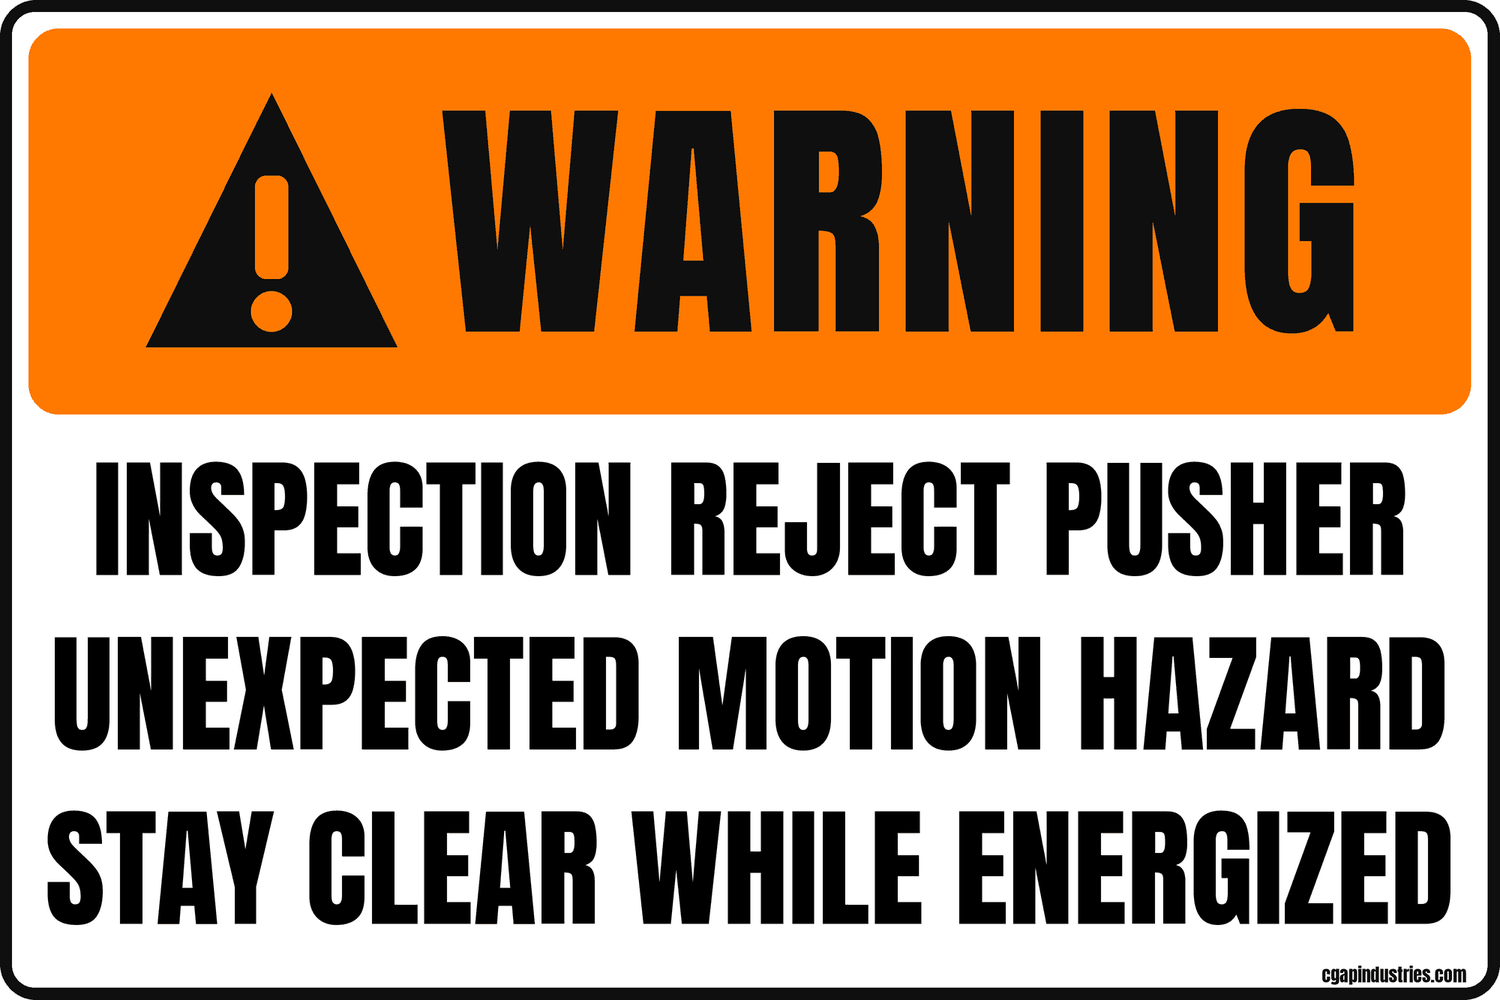 WARNING
INSPECTION REJECT PUSHER
UNEXPECTED MOTION HAZARD
STAY CLEAR WHILE ENERGIZED
cgapindustries.com